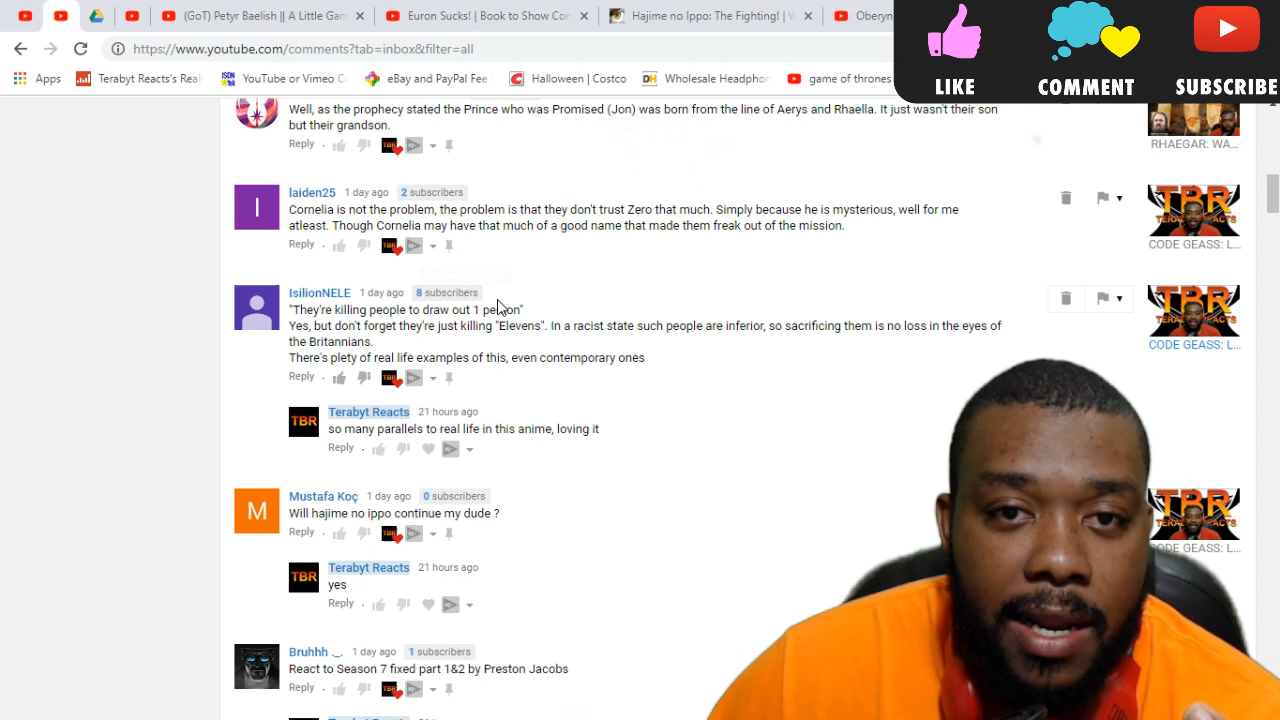 (GoT) Petyr Baelish || A Little Gam
Euron Sucks! | Book to Show Con
Hajime no Ippo: The Fighting! | W
Oberyn
https://www.youtube.com/comments?tab=inbox&filter=all
Apps
Terabyt Reacts's Real-
YouTube or Vimeo Co
eBay and PayPal Fee
Halloween | Costco
Wholesale Headphon
game of thrones
LIKE
COMMENT
SUBSCRIBE
Well, as the prophecy stated the Prince who was Promised (Jon) was born from the line of Aerys and Rhaella. It just wasn't their son
but their grandson.
Reply
RHAEGAR: WA...
laiden25 1 day ago 2 subscribers
Cornelia is not the problem, the problem is that they don't trust Zero that much. Simply because he is mysterious, well for me
atleast. Though Cornelia may have that much of a good name that made them freak out of the mission.
Reply
TBR
CODE GEASS: L...
IsilionNELE 1 day ago 8 subscribers
"They're killing people to draw out 1 person"
Yes, but don't forget they're just killing "Elevens". In a racist state such people are inferior, so sacrificing them is no loss in the eyes of
the Britannians.
There's plety of real life examples of this, even contemporary ones
Reply
TBR
CODE GEASS: L...
TBR
Terabyt Reacts 21 hours ago
so many parallels to real life in this anime, loving it
Reply
M
Mustafa Koç 1 day ago 0 subscribers
Will hajime no ippo continue my dude ?
Reply
TBR
CODE GEASS: L...
TBR
Terabyt Reacts 21 hours ago
yes
Reply
Bruhhh ._. 1 day ago 1 subscribers
React to Season 7 fixed part 1&2 by Preston Jacobs
Reply